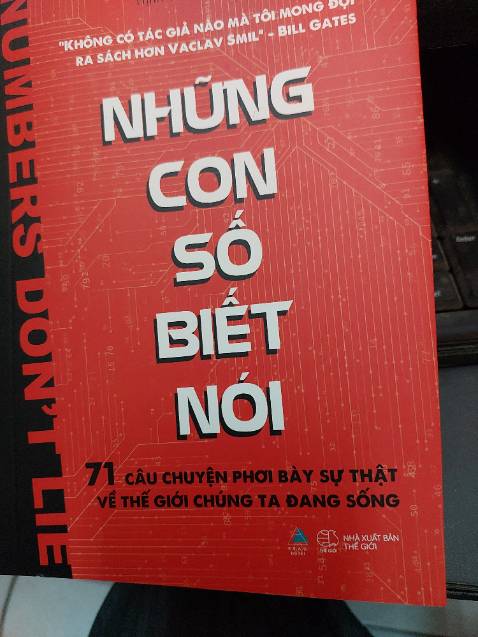 "KHÔNG CÓ TÁC GIẢ NÀO MÀ TÔI MONG ĐỢI
RA SÁCH HƠN VACLAV SMIL" – BILL GATES
NHỮNG
CON
SỐ
BIẾT
NÓI
71 CÂU CHUYỆN PHƠI BÀY SỰ THẬT
VỀ THẾ GIỚI CHÚNG TA ĐANG SỐNG
NHÀ XUẤT BẢN
THẾ GIỚI
NUMBERS DON'T LIE